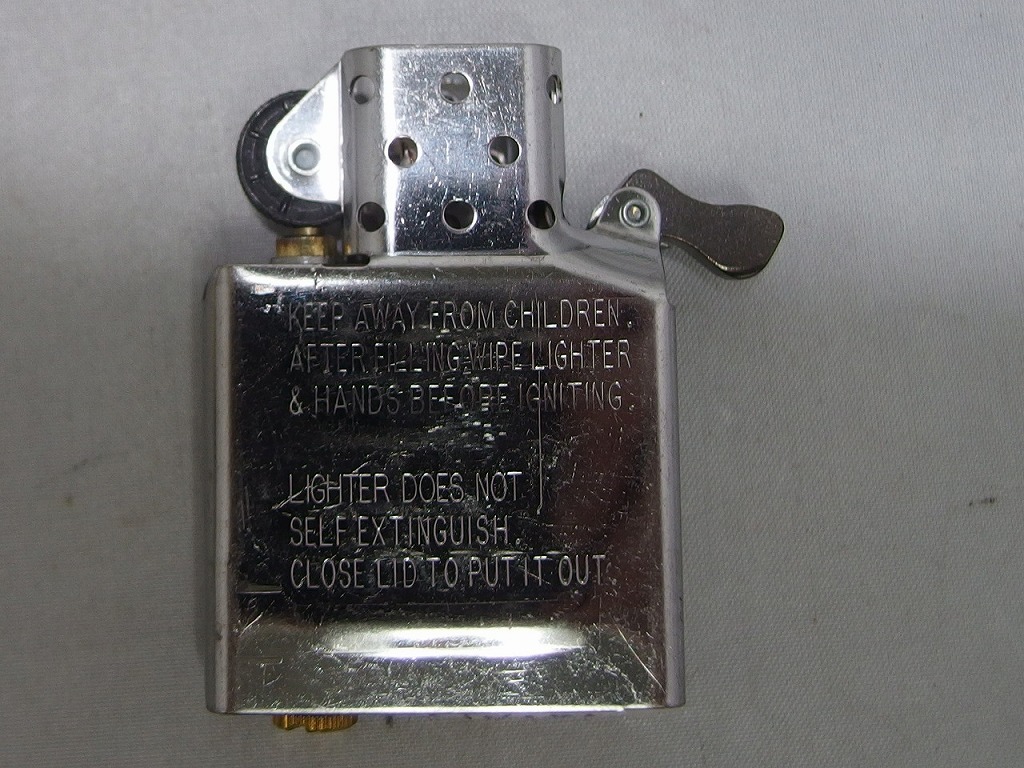 KEEP AWAY FROM CHILDREN.
AFTER FILLING WIPE LIGHTER
& HANDS BEFORE IGNITING.
LIGHTER DOES NOT
SELF EXTINGUISH.
CLOSE LID TO PUT IT OUT.